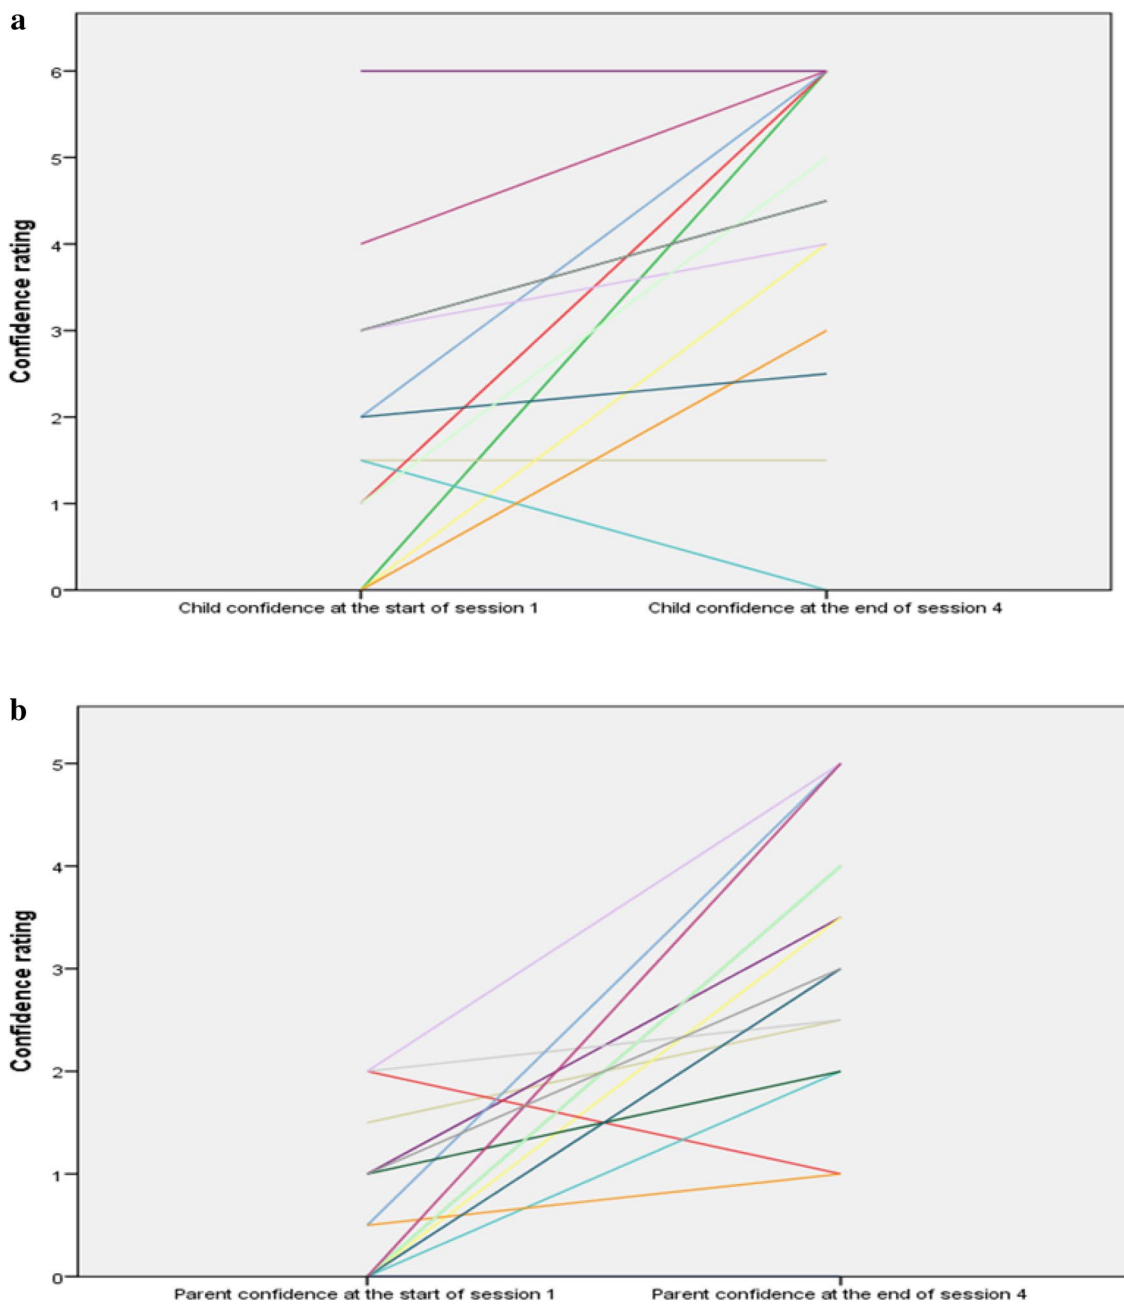 a
Confidence rating
6
5
4
3
2
1
0
Child confidence at the start of session 1
Child confidence at the end of session 4
b
Confidence rating
5
4
3
2
1
0
Parent confidence at the start of session 1
Parent confidence at the end of session 4